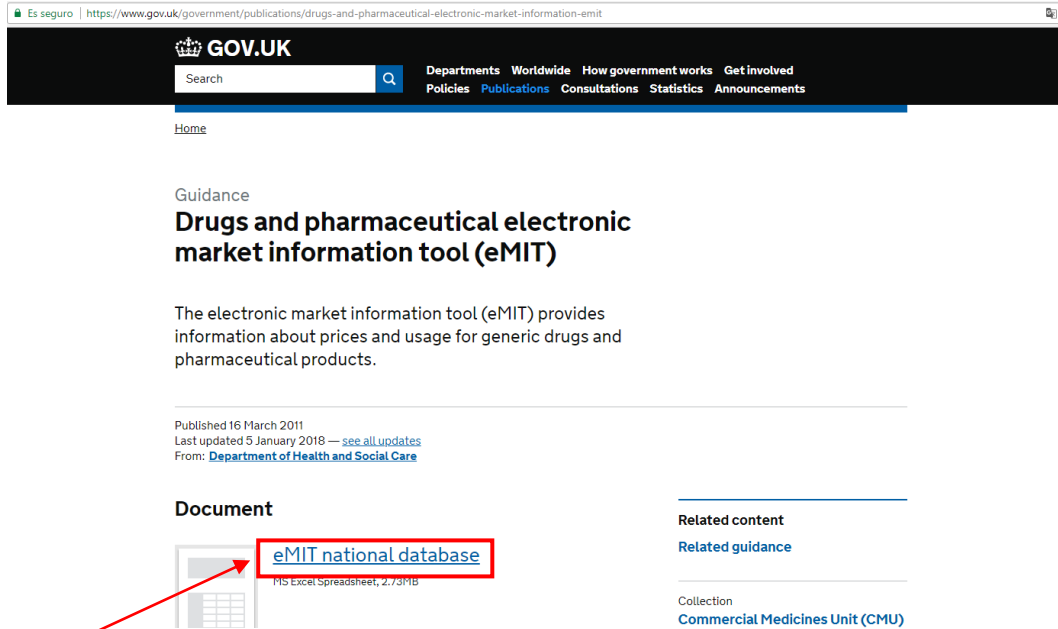 Es seguro | https://www.gov.uk/government/publications/drugs-and-pharmaceutical-electronic-market-information-emit
GOV.UK
Search
Departments Worldwide How government works Get involved
Policies Publications Consultations Statistics Announcements
Home
Guidance
Drugs and pharmaceutical electronic
market information tool (eMIT)
The electronic market information tool (eMIT) provides
information about prices and usage for generic drugs and
pharmaceutical products.
Published 16 March 2011
Last updated 5 January 2018 — see all updates
From: Department of Health and Social Care
Document
eMIT national database
MS Excel Spreadsheet, 2.73MB
Related content
Related guidance
Collection
Commercial Medicines Unit (CMU)